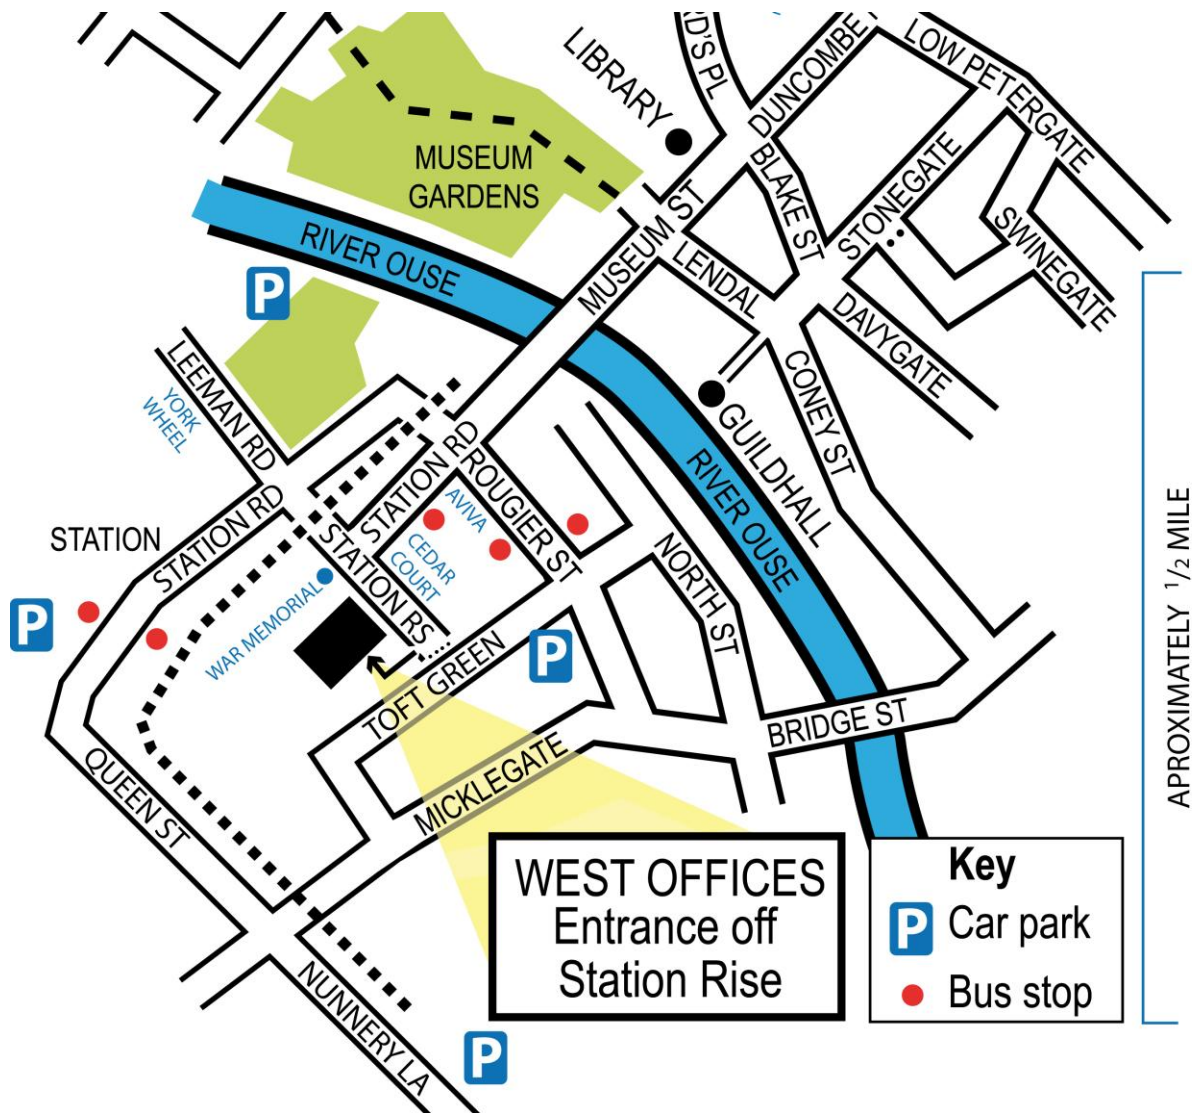 RD'S PL
DUNCOMBE
LOW PETERGATE
LIBRARY
MUSEUM
GARDENS
BLAKE ST
STONEGATE
SWINEGATE
MUSEUM ST
LENDAL
DAVYGATE
RIVER OUSE
P
LEEMAN RD
YORK
WHEEL
CONEY ST
GUILDHALL
STATION RD
ROUGIER ST
AVIVA
CEDAR
COURT
RIVER OUSE
STATION
STATION RD
STATION RS
NORTH ST
WAR MEMORIAL
P
P
TOFT GREEN
BRIDGE ST
MICKLEGATE
QUEEN ST
NUNNERY LA
P
WEST OFFICES
Entrance off
Station Rise
Key
P Car park
Bus stop
APROXIMATELY 1/2 MILE